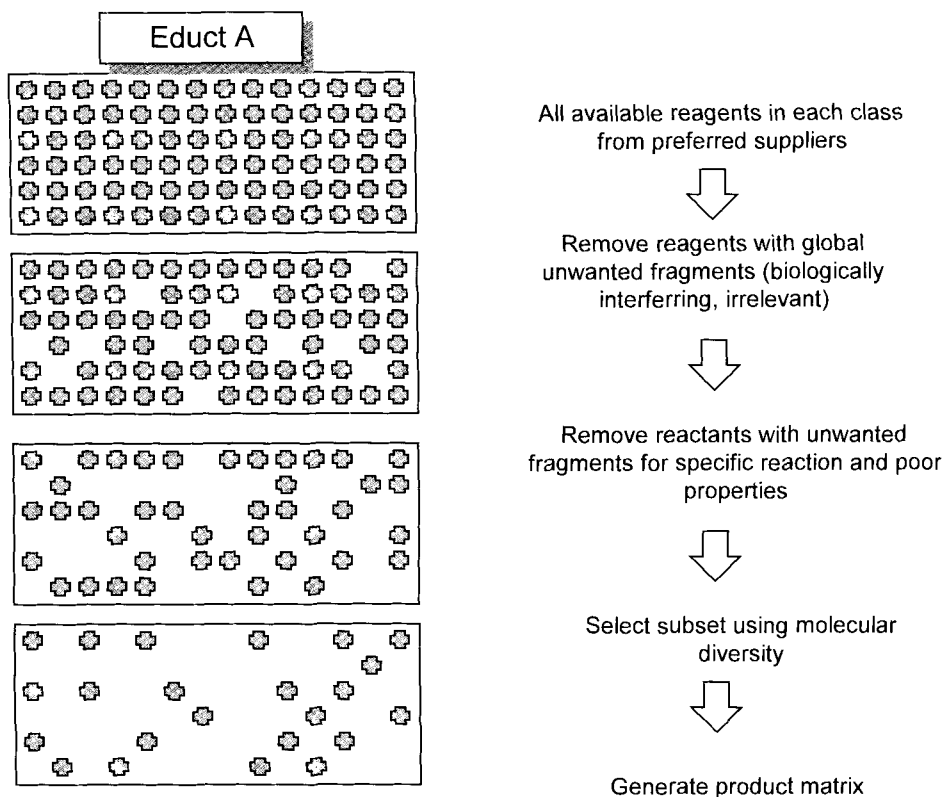 Educt A
All available reagents in each class
from preferred suppliers
Remove reagents with global
unwanted fragments (biologically
interferring, irrelevant)
Remove reactants with unwanted
fragments for specific reaction and poor
properties
Select subset using molecular
diversity
Generate product matrix